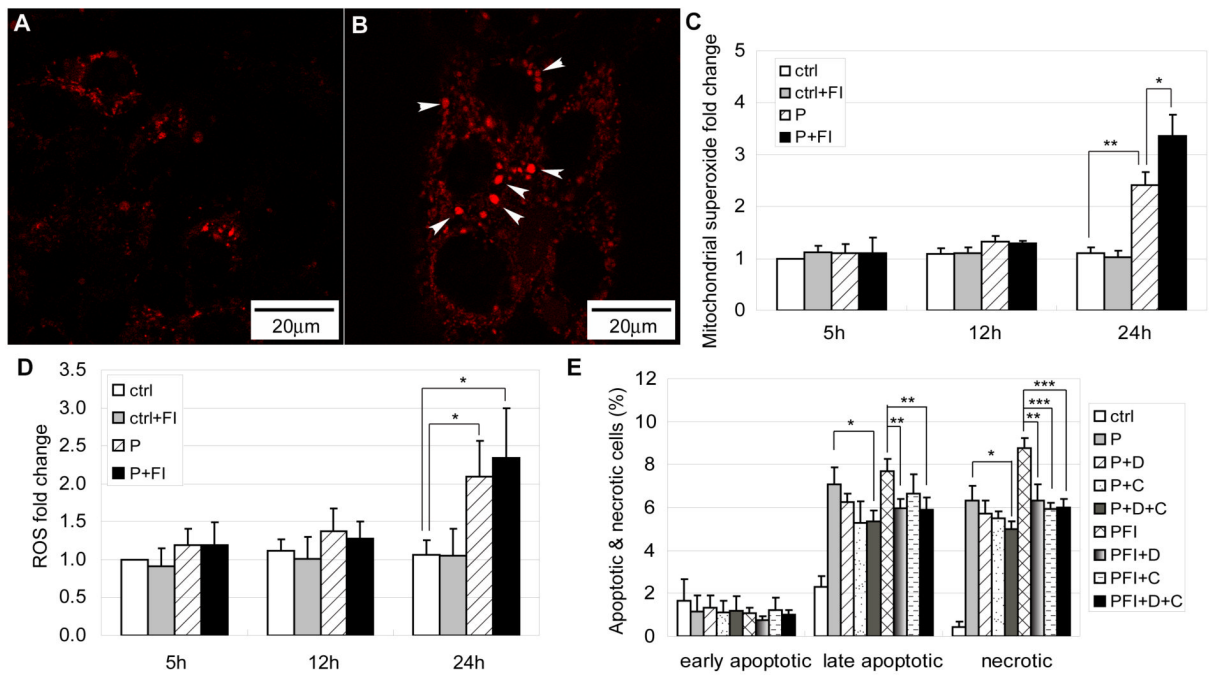 A
20μm
B
20μm
C
Mitochondrial superoxide fold change
5
4
3
2
1
0
ctrl
ctrl+FI
P
P+FI
**
*
5h
12h
24h
D
ROS fold change
3.5
3.0
2.5
2.0
1.5
1.0
0.5
0.0
ctrl
ctrl+FI
P
P+FI
*
*
5h
12h
24h
E
Apoptotic & necrotic cells (%)
12
10
8
6
4
2
0
*
**
**
*
***
***
**
early apoptotic
late apoptotic
necrotic
ctrl
P
P+D
P+C
P+D+C
PFI
PFI+D
PFI+C
PFI+D+C